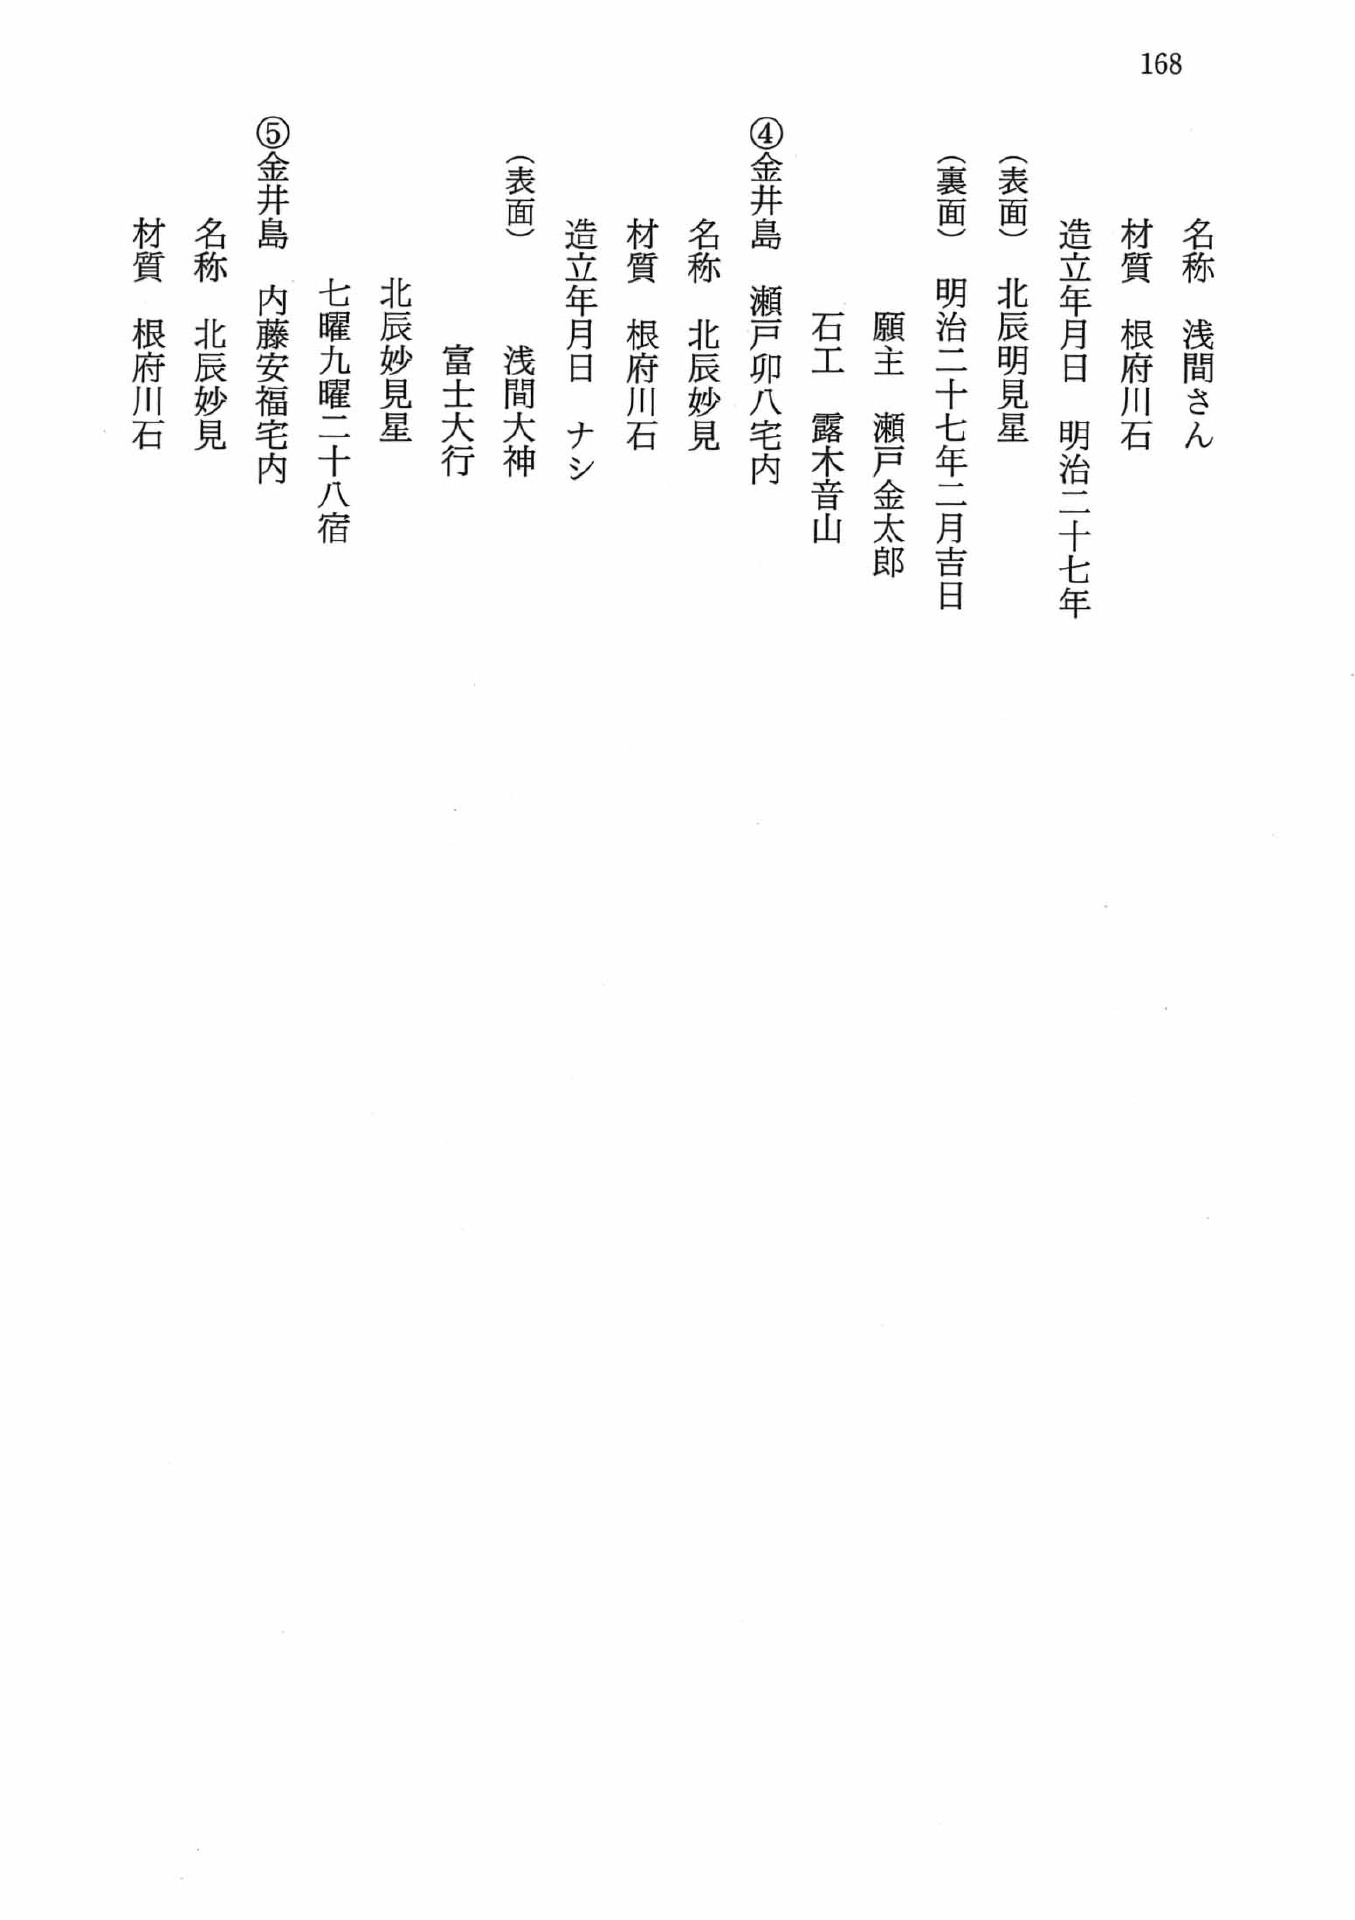 168
名称　浅間さん
材質　根府川石
造立年月日　明治二十七年
（表面）　北辰明見星
（裏面）　明治二十七年二月吉日
願主　瀬戸金太郎
石工　露木音山
④金井島　瀬戸卯八宅内
名称　北辰妙見
材質　根府川石
造立年月日　ナシ
（表面）　浅間大神
富士大行
北辰妙見星
七曜九曜二十八宿
⑤金井島　内藤安福宅内
名称　北辰妙見
材質　根府川石